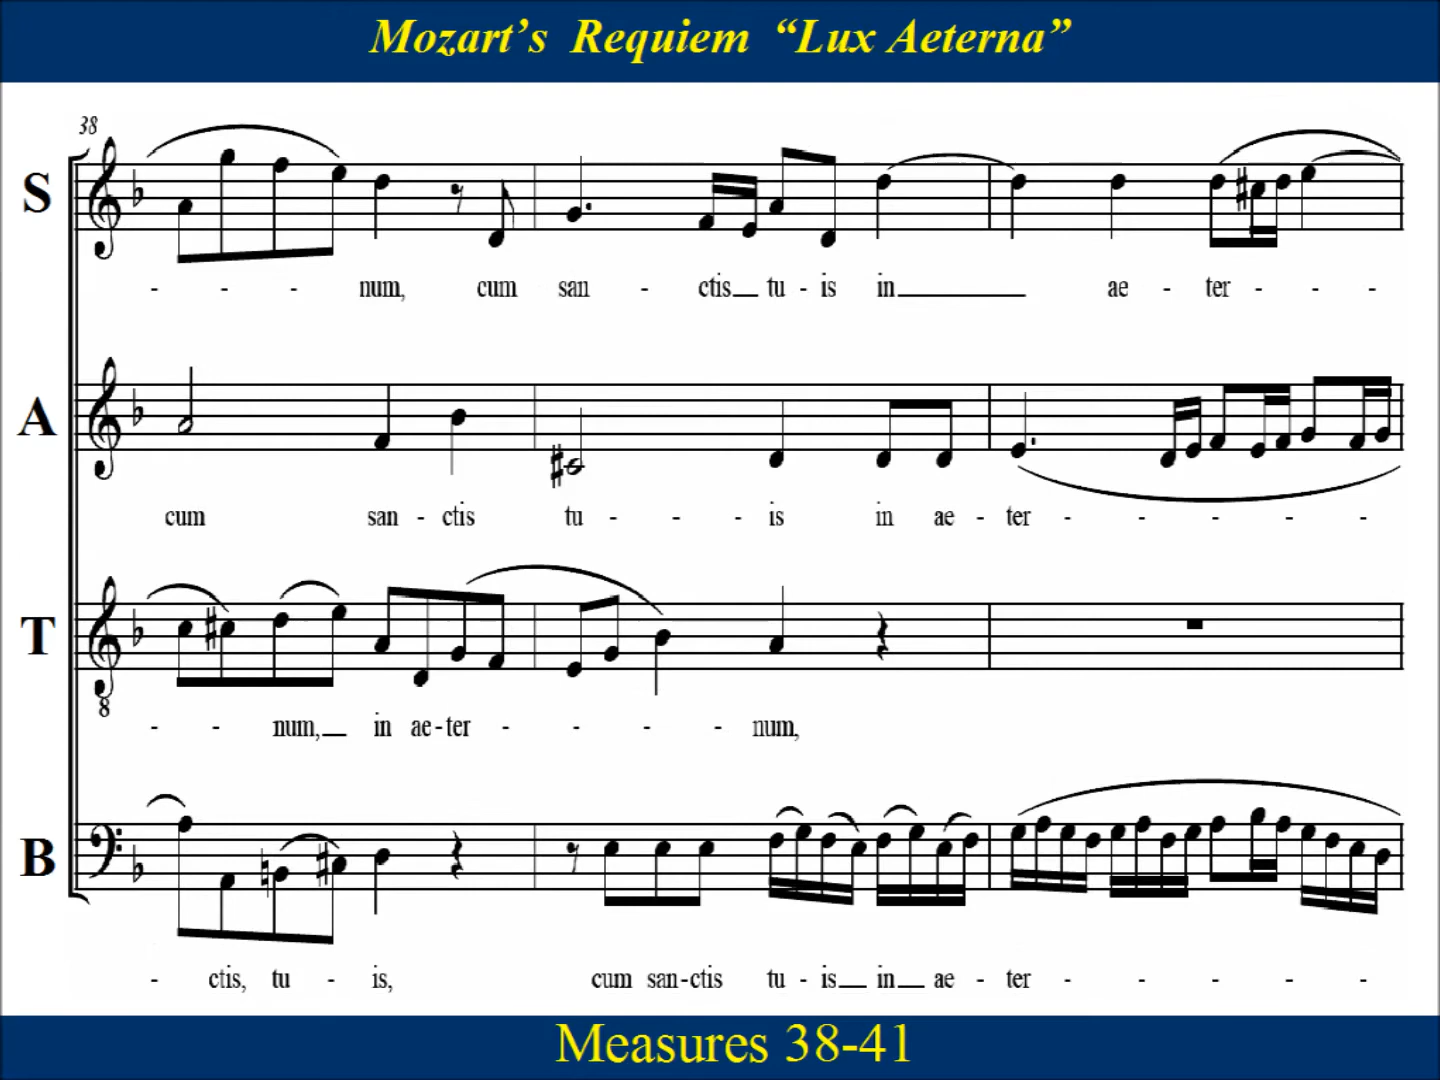 Mozart’s Requiem “Lux Aeterna”
38
S
- - - num, cum san - ctis tu - is in ae - ter - - -
A
cum san - ctis tu - - - is in ae - ter - - - - -
T
8
- - num, in ae - ter - - - - num,
B
- ctis, tu - is, cum san - ctis tu - is in ae - ter - - - - -
Measures 38-41